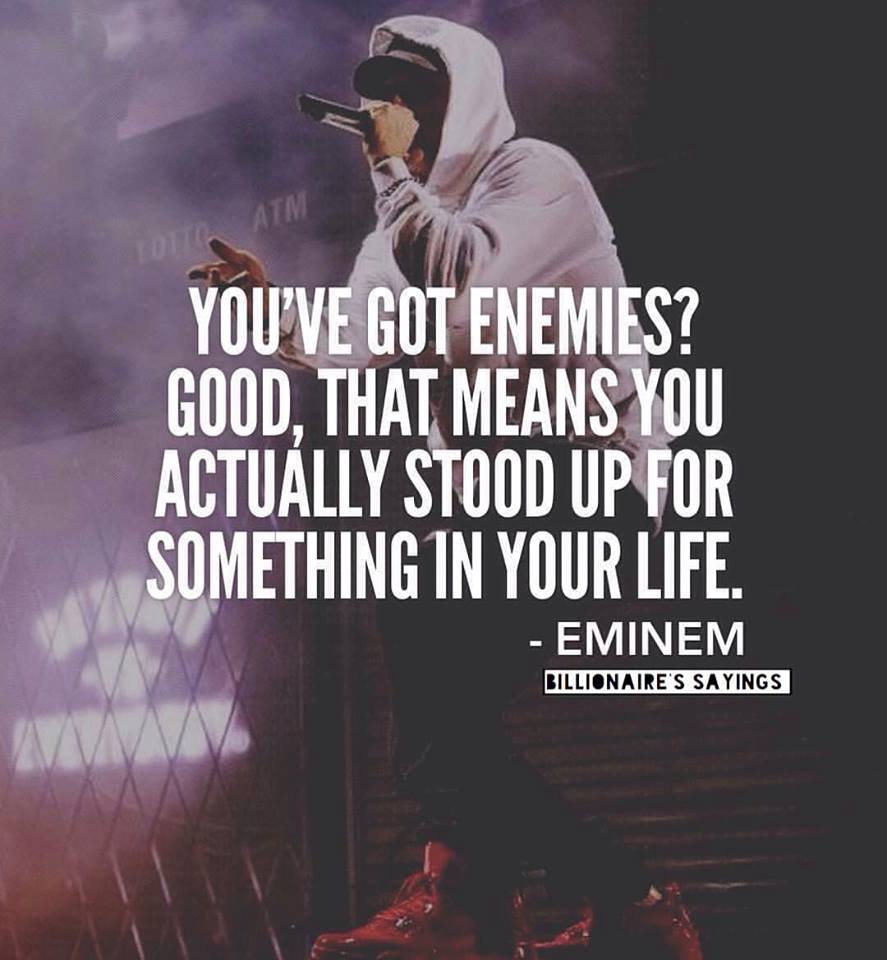 LOTTO ATM
YOU'VE GOT ENEMIES?
GOOD, THAT MEANS YOU
ACTUALLY STOOD UP FOR
SOMETHING IN YOUR LIFE.
- EMINEM
BILLIONAIRE'S SAYINGS